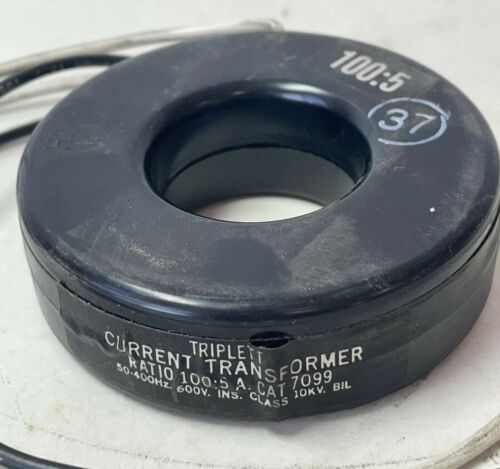 100:5
37
TRIPLETT
CURRENT TRANSFORMER
RATIO 100:5 A. CAT 7099
50-400HZ. 600V. INS. CLASS 10KV. BIL